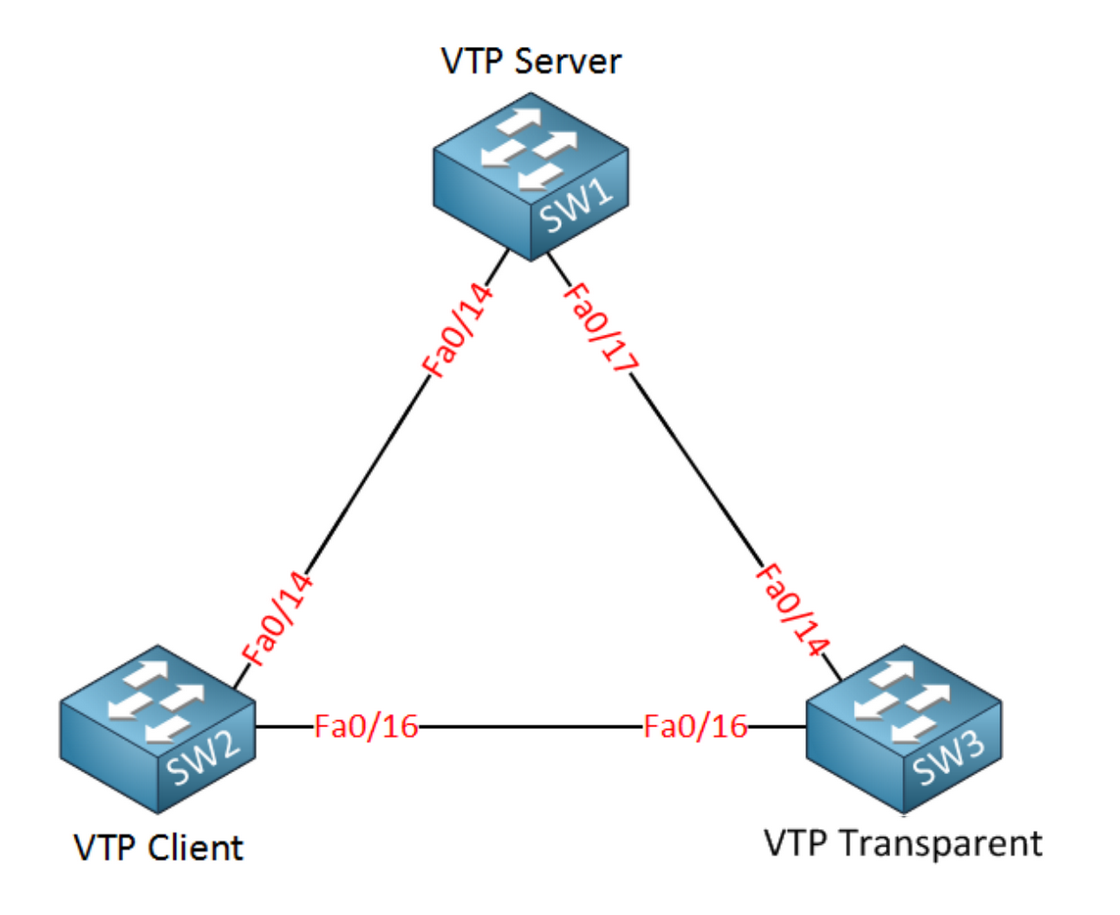 VTP Server
SW1
Fa0/14
Fa0/17
Fa0/14
Fa0/14
SW2
Fa0/16
Fa0/16
SW3
VTP Client
VTP Transparent